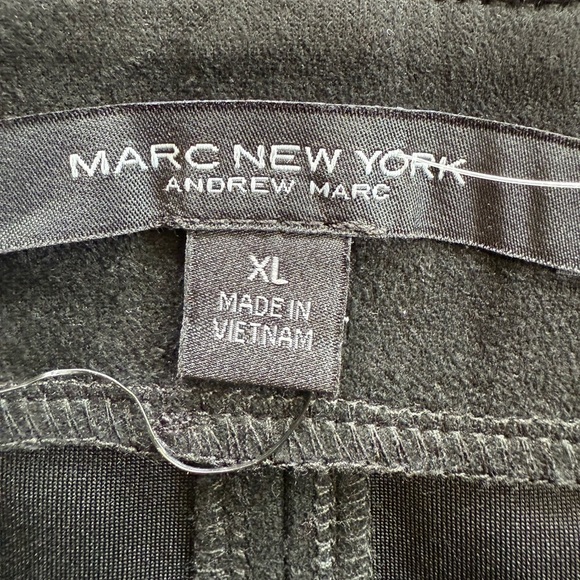 MARC NEW YORK
ANDREW MARC
XL
MADE IN
VIETNAM